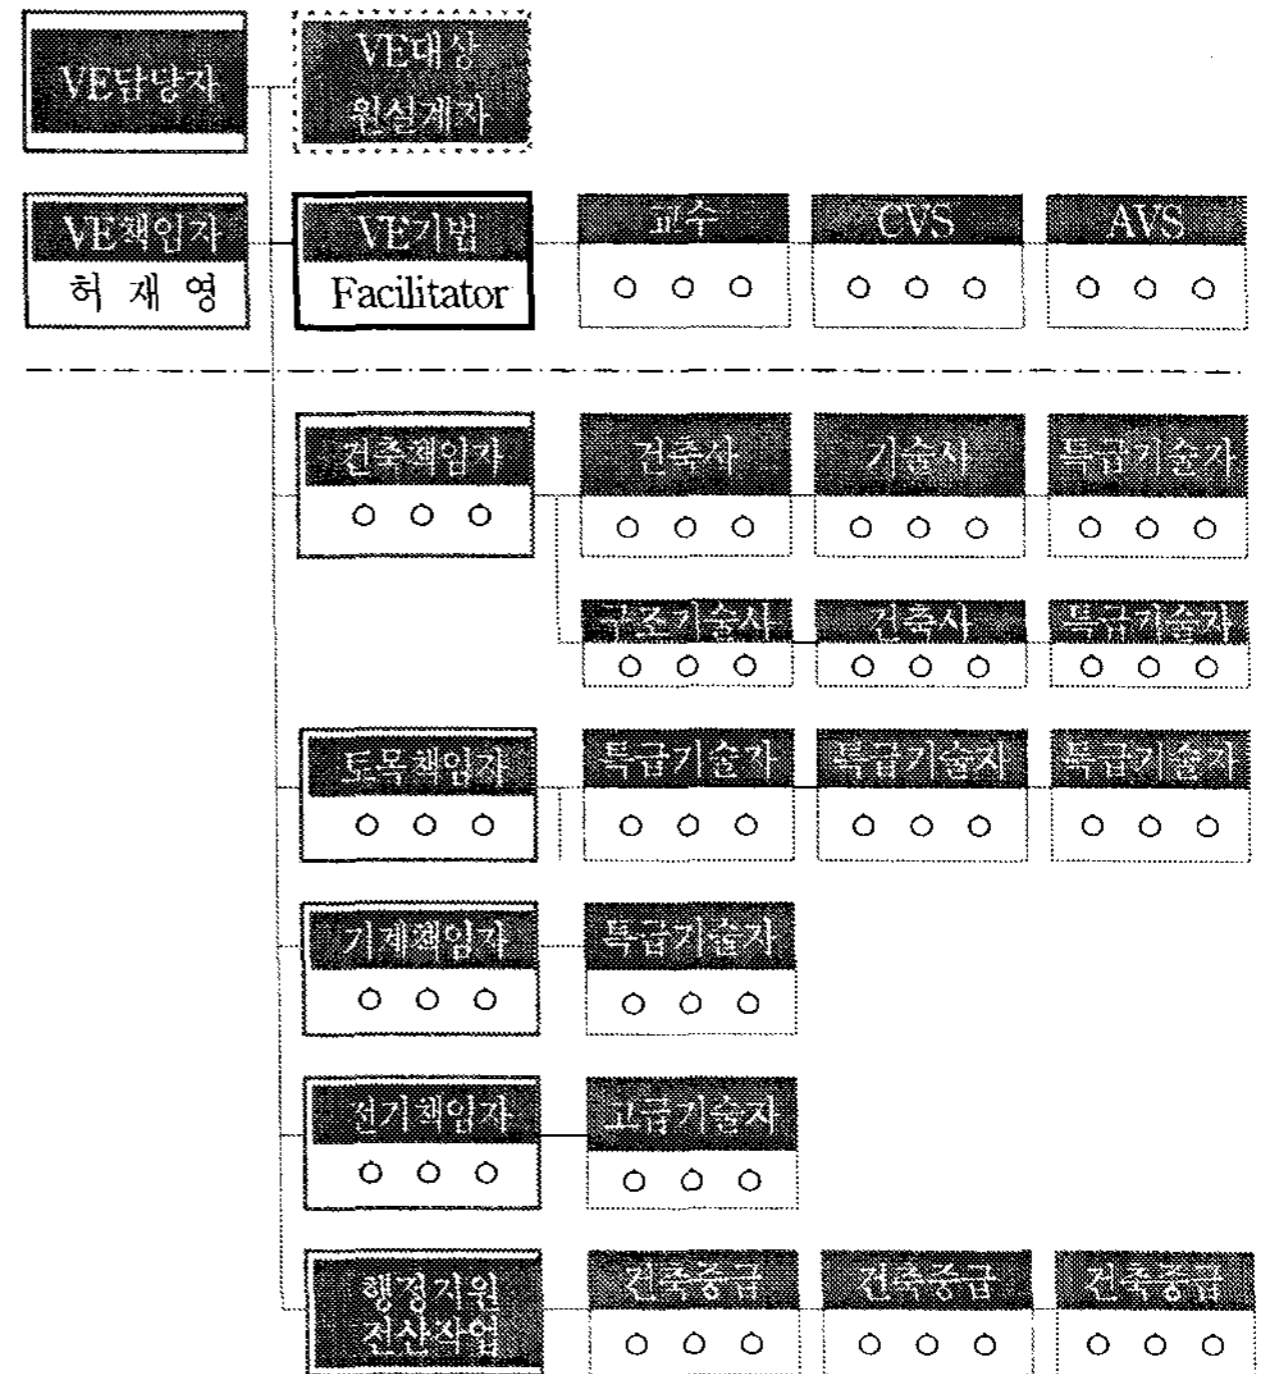 VE담당자
VE대상
원설계자
VE책임자
허 재 영
VE기법
Facilitator
교수
○ ○ ○
CVS
○ ○ ○
AVS
○ ○ ○
건축책임자
○ ○ ○
건축사
○ ○ ○
기술사
○ ○ ○
특급기술자
○ ○ ○
구조기술사
○ ○ ○
건축사
○ ○ ○
특급기술자
○ ○ ○
토목책임자
○ ○ ○
특급기술자
○ ○ ○
특급기술자
○ ○ ○
특급기술자
○ ○ ○
기계책임자
○ ○ ○
특급기술자
○ ○ ○
전기책임자
○ ○ ○
고급기술자
○ ○ ○
행정지원
전산작업
건축중급
○ ○ ○
건축중급
○ ○ ○
건축중급
○ ○ ○